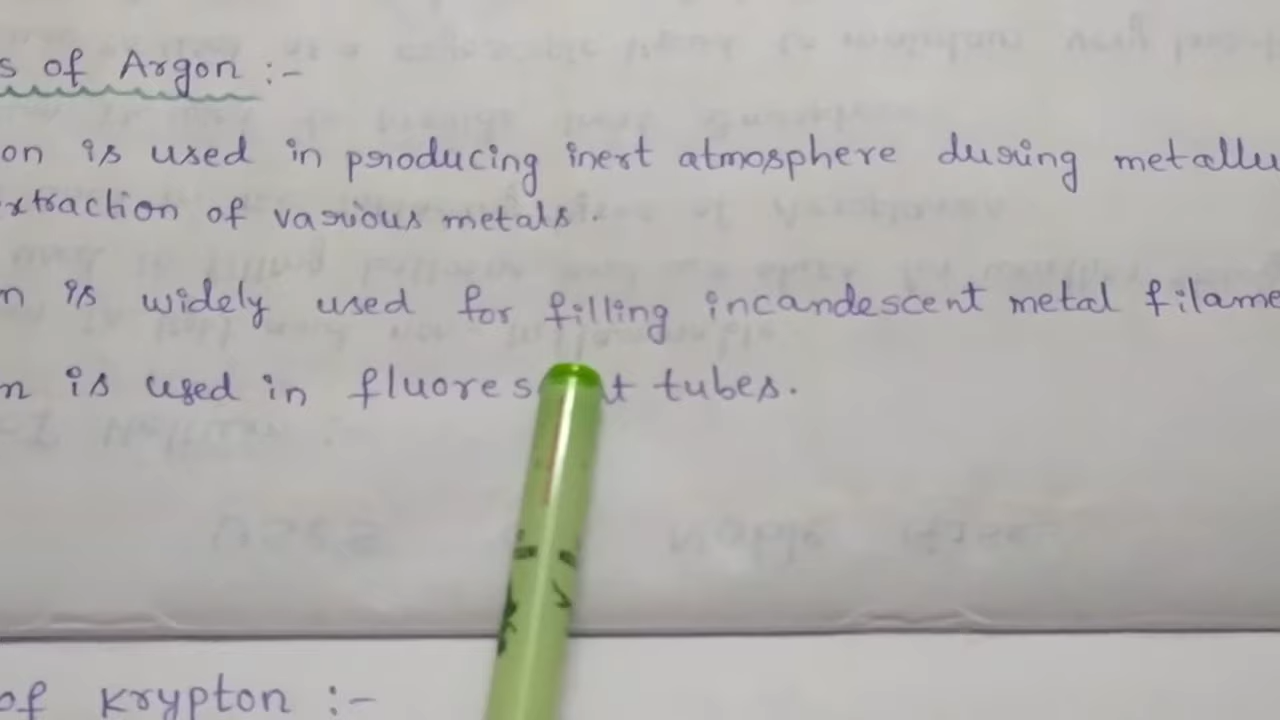 s of Argon :-
on is used in producing inert atmosphere during metallu
xtraction of various metals.
n is widely used for filling incandescent metal filame
n is used in tubes.
of Krypton :-